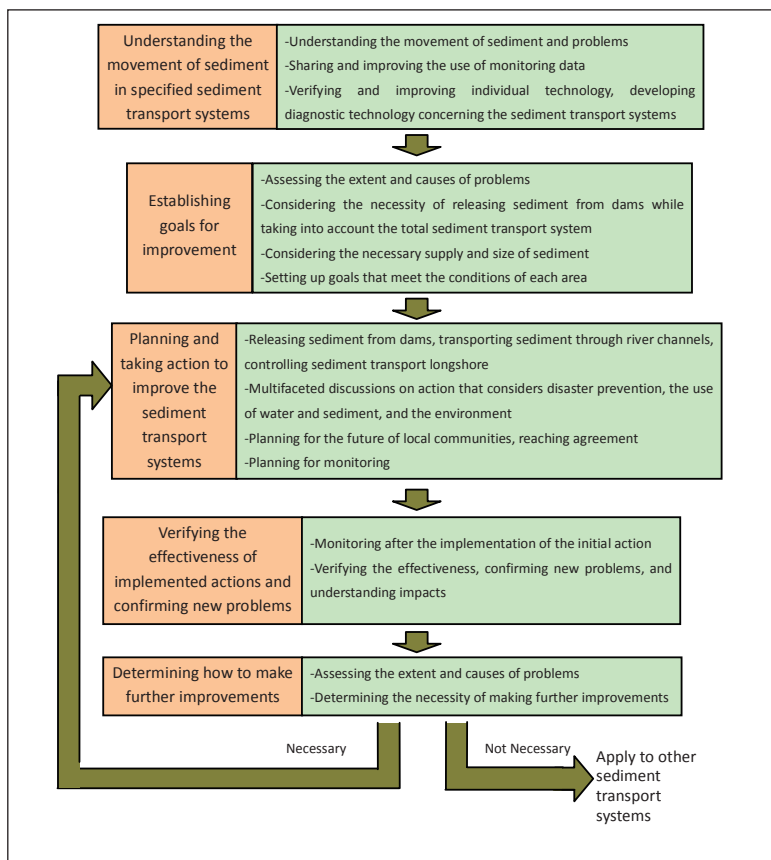 Understanding the
movement of sediment
in specified sediment
transport systems
-Understanding the movement of sediment and problems
-Sharing and improving the use of monitoring data
-Verifying and improving individual technology, developing
diagnostic technology concerning the sediment transport systems
Establishing
goals for
improvement
-Assessing the extent and causes of problems
-Considering the necessity of releasing sediment from dams while
taking into account the total sediment transport system
-Considering the necessary supply and size of sediment
-Setting up goals that meet the conditions of each area
Planning and
taking action to
improve the
sediment
transport
systems
-Releasing sediment from dams, transporting sediment through river channels,
controlling sediment transport longshore
-Multifaceted discussions on action that considers disaster prevention, the use
of water and sediment, and the environment
-Planning for the future of local communities, reaching agreement
-Planning for monitoring
Verifying the
effectiveness of
implemented actions and
confirming new problems
-Monitoring after the implementation of the initial action
-Verifying the effectiveness, confirming new problems, and
understanding impacts
Determining how to make
further improvements
-Assessing the extent and causes of problems
-Determining the necessity of making further improvements
Necessary
Not Necessary
Apply to other
sediment
transport
systems